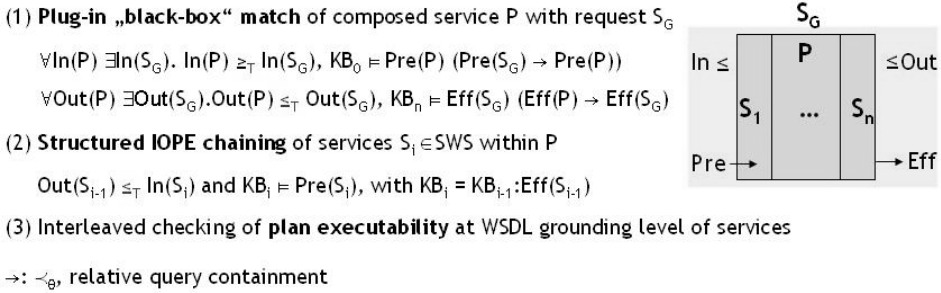 (1) Plug-in „black-box“ match of composed service P with request S_G
∀In(P) ∃In(S_G). In(P) ≥_T In(S_G), KB_0 ⊨ Pre(P) (Pre(S_G) → Pre(P))
∀Out(P) ∃Out(S_G).Out(P) ≤_T Out(S_G), KB_n ⊨ Eff(S_G) (Eff(P) → Eff(S_G)
(2) Structured IOPE chaining of services S_i∈SWS within P
Out(S_i-1) ≤_T In(S_i) and KB_i ⊨ Pre(S_i), with KB_i = KB_i-1:Eff(S_i-1)
(3) Interleaved checking of plan executability at WSDL grounding level of services
→: ≺_θ, relative query containment
S_G
In ≤ P ≤Out
S_1 ... S_n
Pre→ →Eff